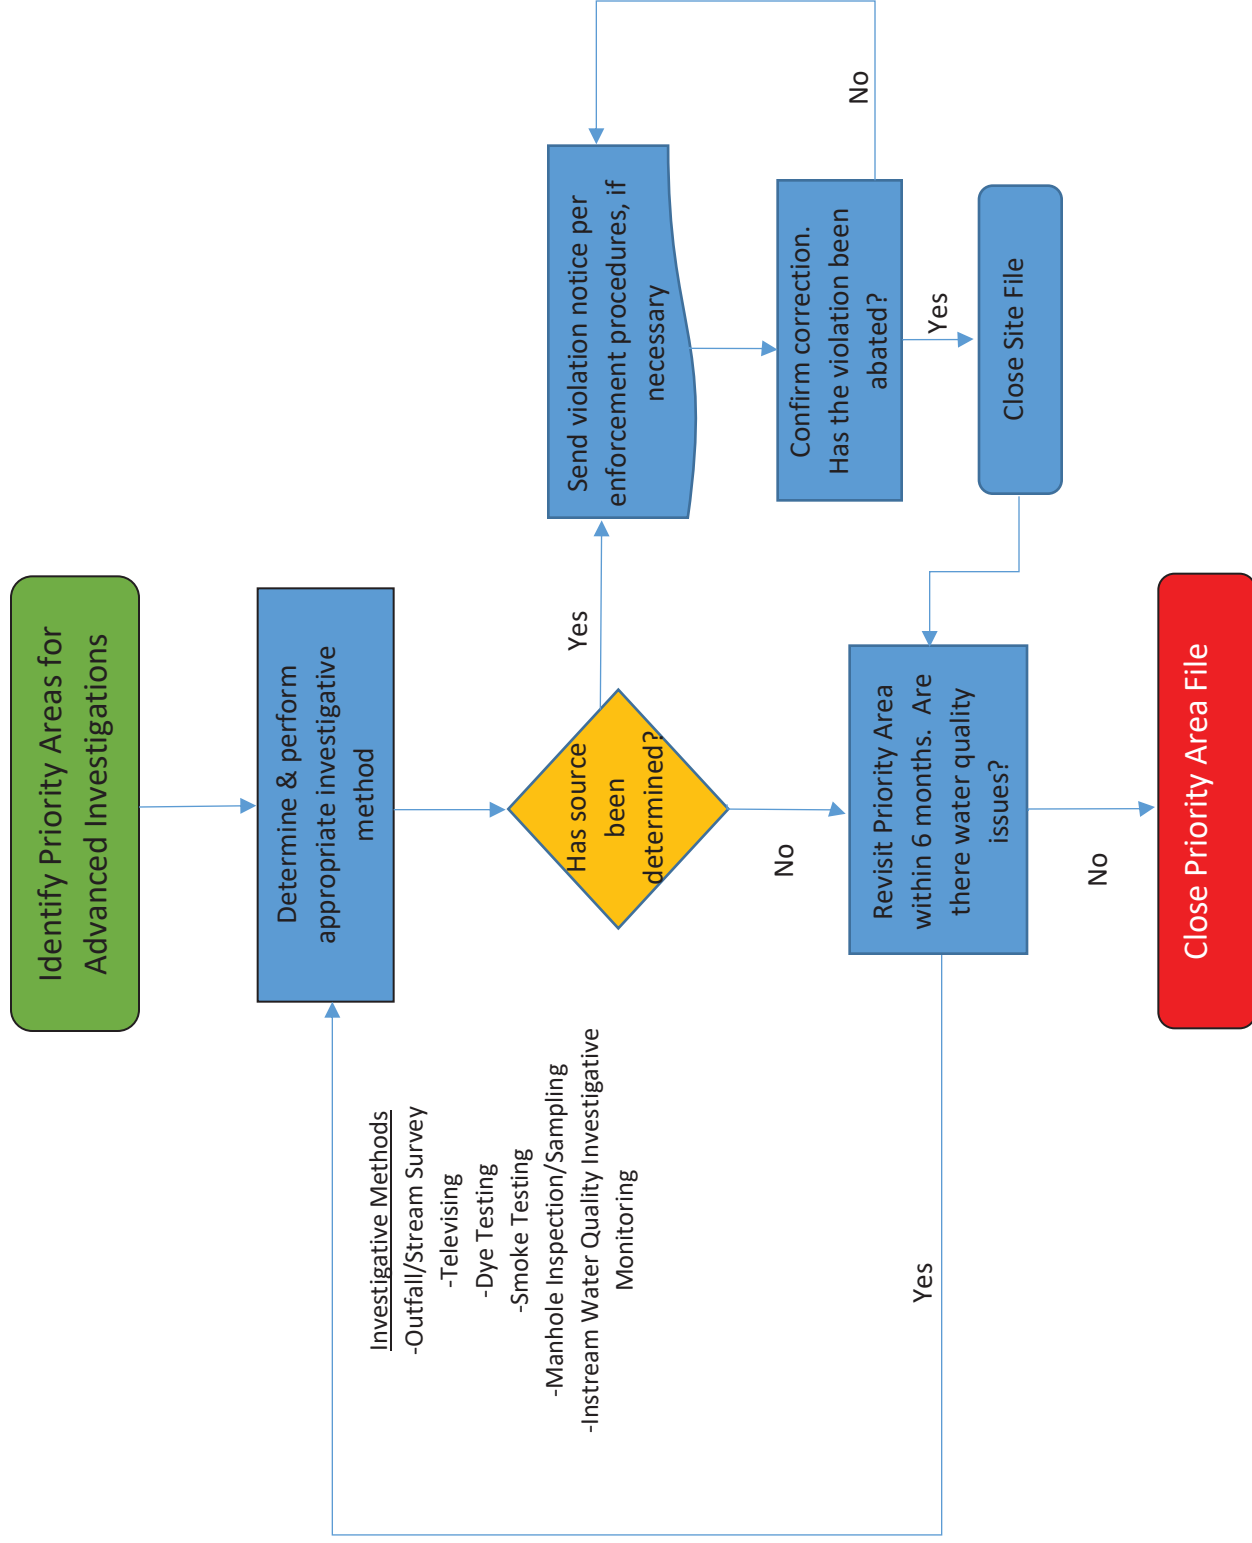 Identify Priority Areas for
Advanced Investigations
Determine & perform
appropriate investigative
method
Investigative Methods
-Outfall/Stream Survey
-Televising
-Dye Testing
-Smoke Testing
-Manhole Inspection/Sampling
-Instream Water Quality Investigative
Monitoring
Has source
been
determined?
Yes
Send violation notice per
enforcement procedures, if
necessary
Confirm correction.
Has the violation been
abated?
No
Yes
Close Site File
No
Revisit Priority Area
within 6 months.  Are
there water quality
issues?
Yes
No
Close Priority Area File